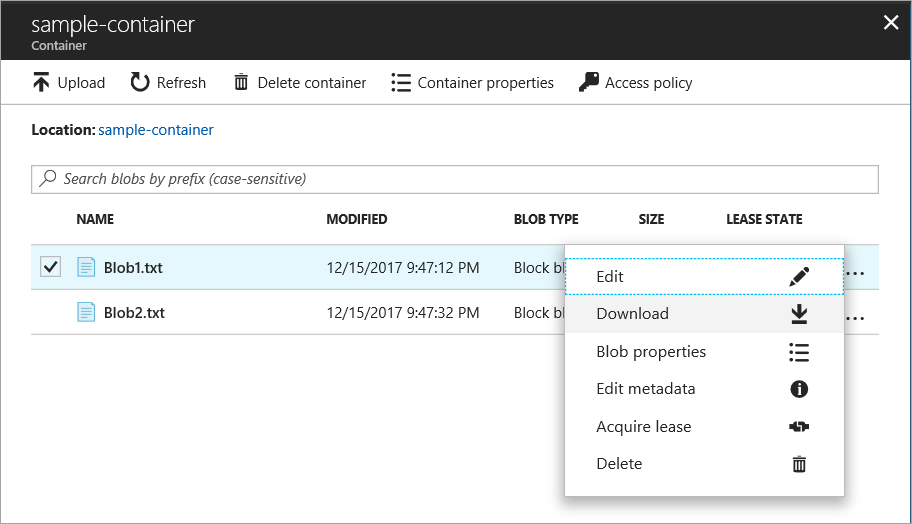 sample-container
Container
Upload Refresh Delete container Container properties Access policy
Location: sample-container
Search blobs by prefix (case-sensitive)
NAME MODIFIED BLOB TYPE SIZE LEASE STATE
Blob1.txt 12/15/2017 9:47:12 PM Block bl ...
Blob2.txt 12/15/2017 9:47:32 PM Block bl ...
Edit
Download
Blob properties
Edit metadata
Acquire lease
Delete